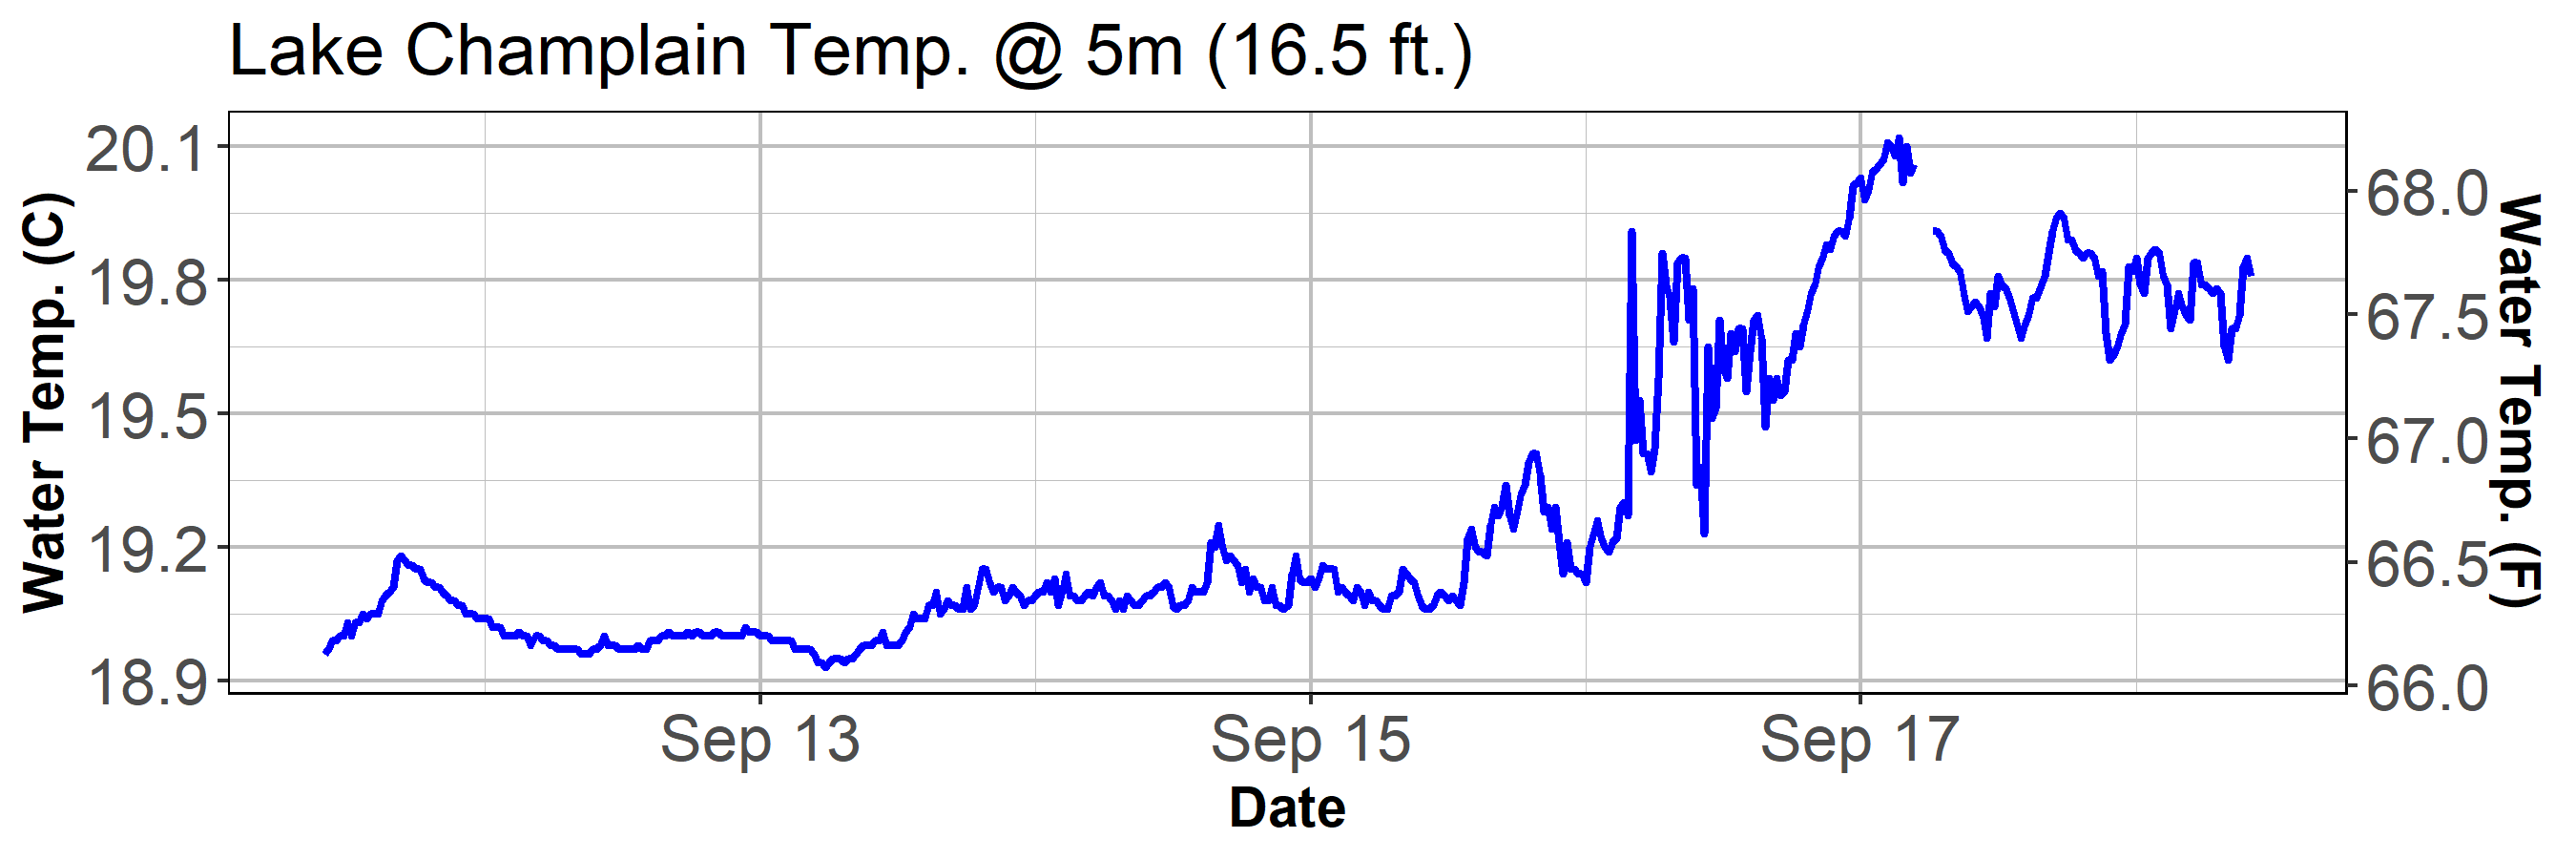 Lake Champlain Temp. @ 5m (16.5 ft.)
Water Temp. (C)
20.1
19.8
19.5
19.2
18.9
68.0
67.5
67.0
66.5
66.0
Water Temp. (F)
Sep 13
Sep 15
Sep 17
Date